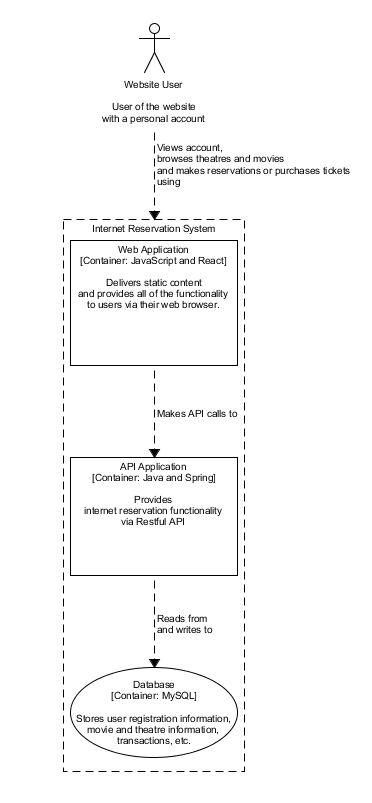 Website User
User of the website
with a personal account
Views account,
browses theatres and movies
and makes reservations or purchases tickets
using
Internet Reservation System
Web Application
[Container: JavaScript and React]
Delivers static content
and provides all of the functionality
to users via their web browser.
Makes API calls to
API Application
[Container: Java and Spring]
Provides
internet reservation functionality
via Restful API
Reads from
and writes to
Database
[Container: MySQL]
Stores user registration information,
movie and theatre information,
transactions, etc.